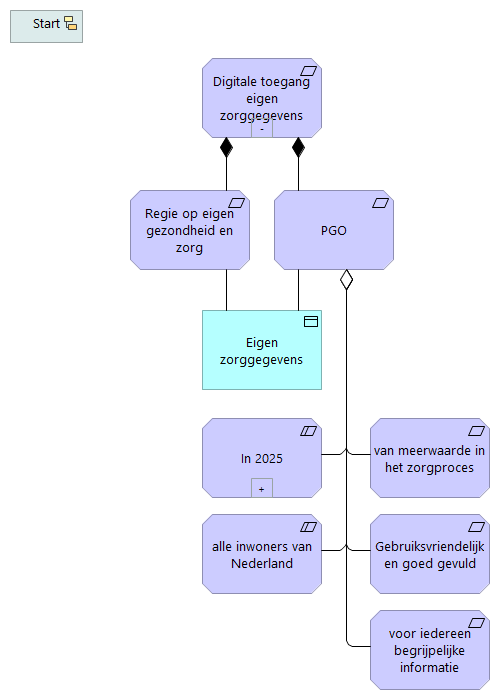 Start
Digitale toegang
eigen
zorggegevens
-
Regie op eigen
gezondheid en
zorg
PGO
Eigen
zorggegevens
In 2025
+
van meerwaarde in
het zorgproces
alle inwoners van
Nederland
Gebruiksvriendelijk
en goed gevuld
voor iedereen
begrijpelijke
informatie